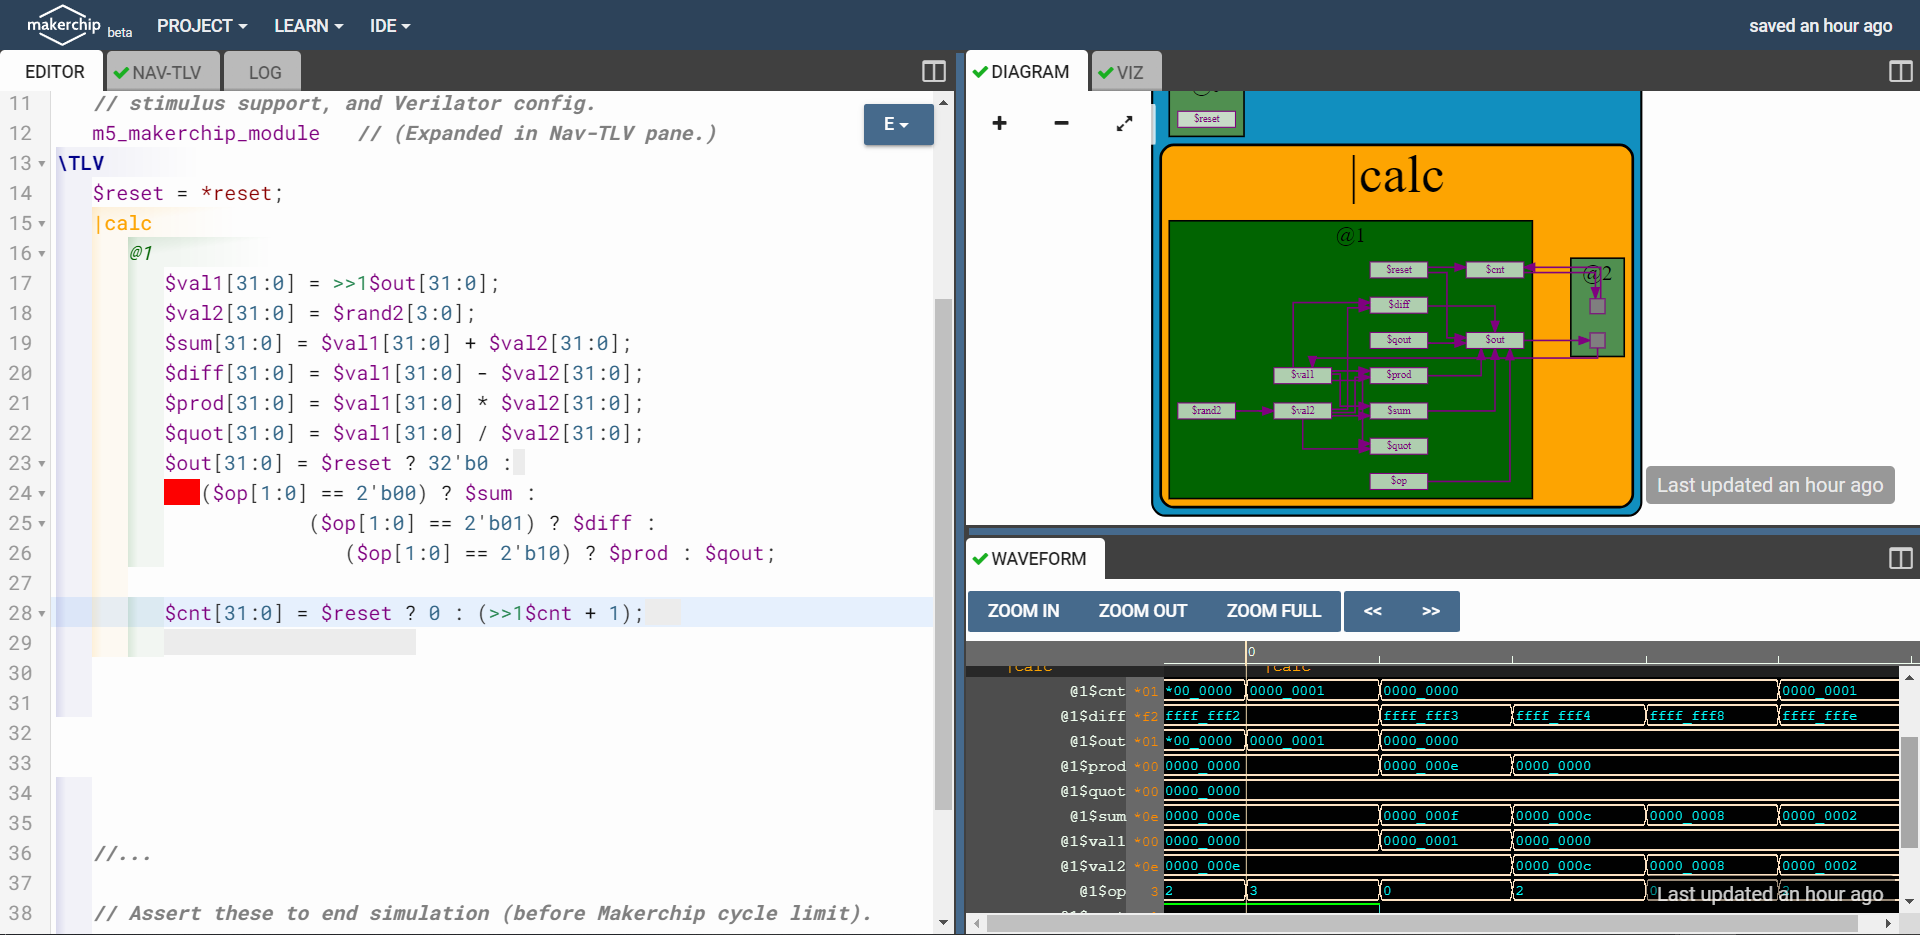 makerchip beta PROJECT LEARN IDE saved an hour ago
EDITOR NAV-TLV LOG
11 // stimulus support, and Verilator config.
12 m5_makerchip_module // (Expanded in Nav-TLV pane.)
13 \TLV
14 $reset = *reset;
15 |calc
16 @1
17 $val1[31:0] = >>1$out[31:0];
18 $val2[31:0] = $rand2[3:0];
19 $sum[31:0] = $val1[31:0] + $val2[31:0];
20 $diff[31:0] = $val1[31:0] - $val2[31:0];
21 $prod[31:0] = $val1[31:0] * $val2[31:0];
22 $quot[31:0] = $val1[31:0] / $val2[31:0];
23 $out[31:0] = $reset ? 32'b0 :
24 ($op[1:0] == 2'b00) ? $sum :
25 ($op[1:0] == 2'b01) ? $diff :
26 ($op[1:0] == 2'b10) ? $prod : $qout;
27
28 $cnt[31:0] = $reset ? 0 : (>>1$cnt + 1);
29
30
31
32
33
34
35
36 //...
37
38 // Assert these to end simulation (before Makerchip cycle limit).
E
DIAGRAM VIZ
+ −
$reset
|calc
@1
@2
$reset $cnt
$diff
$qout $out
$val1 $prod
$rand2 $val2 $sum
$quot
$op
Last updated an hour ago
WAVEFORM
ZOOM IN ZOOM OUT ZOOM FULL << >>
0
|calc |calc
@1$cnt *01 *00_0000 0000_0001 0000_0000 0000_0001
@1$diff *f2 ffff_fff2 ffff_fff3 ffff_fff4 ffff_fff8 ffff_fffe
@1$out *01 *00_0000 0000_0001 0000_0000
@1$prod *00 0000_0000 0000_000e 0000_0000
@1$quot *00 0000_0000
@1$sum *0e 0000_000e 0000_000f 0000_000c 0000_0008 0000_0002
@1$val1 *00 0000_0000 0000_0001 0000_0000
@1$val2 *0e 0000_000e 0000_000c 0000_0008 0000_0002
@1$op 3 2 3 0 2 0
Last updated an hour ago